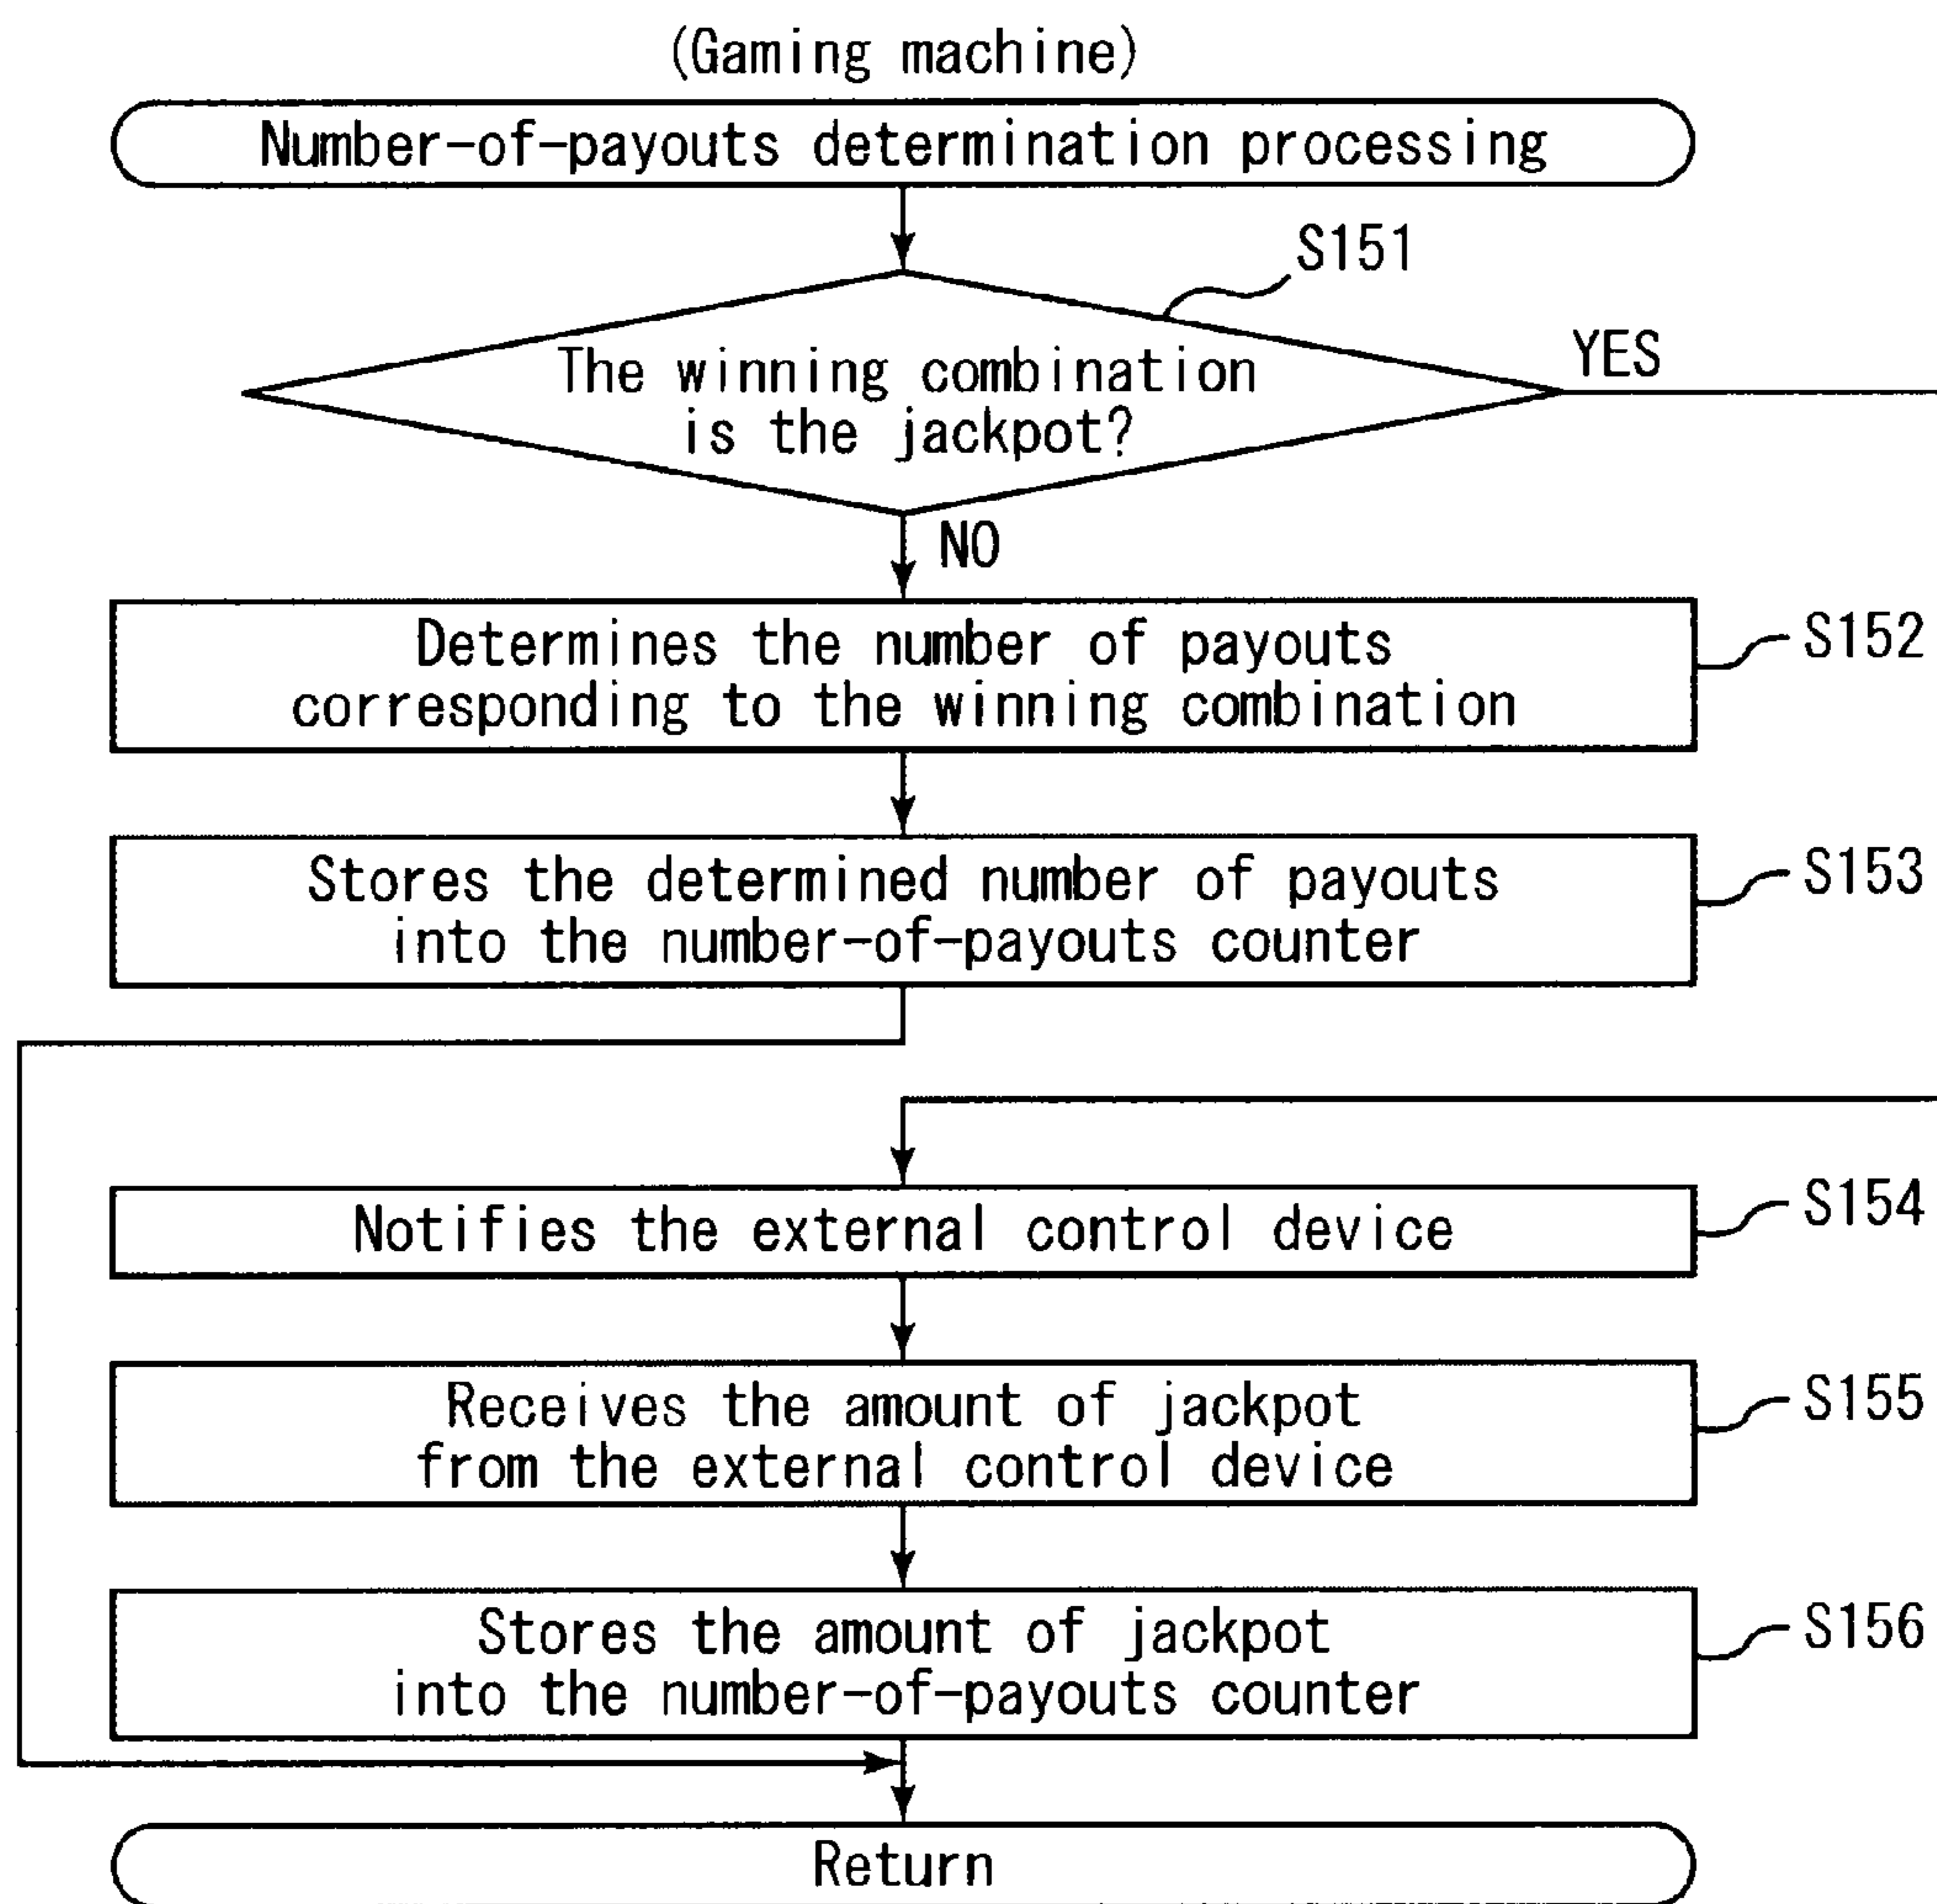 (Gaming machine)
Number-of-payouts determination processing
S151
The winning combination
is the jackpot?
YES
NO
Determines the number of payouts
corresponding to the winning combination
S152
Stores the determined number of payouts
into the number-of-payouts counter
S153
Notifies the external control device
S154
Receives the amount of jackpot
from the external control device
S155
Stores the amount of jackpot
into the number-of-payouts counter
S156
Return